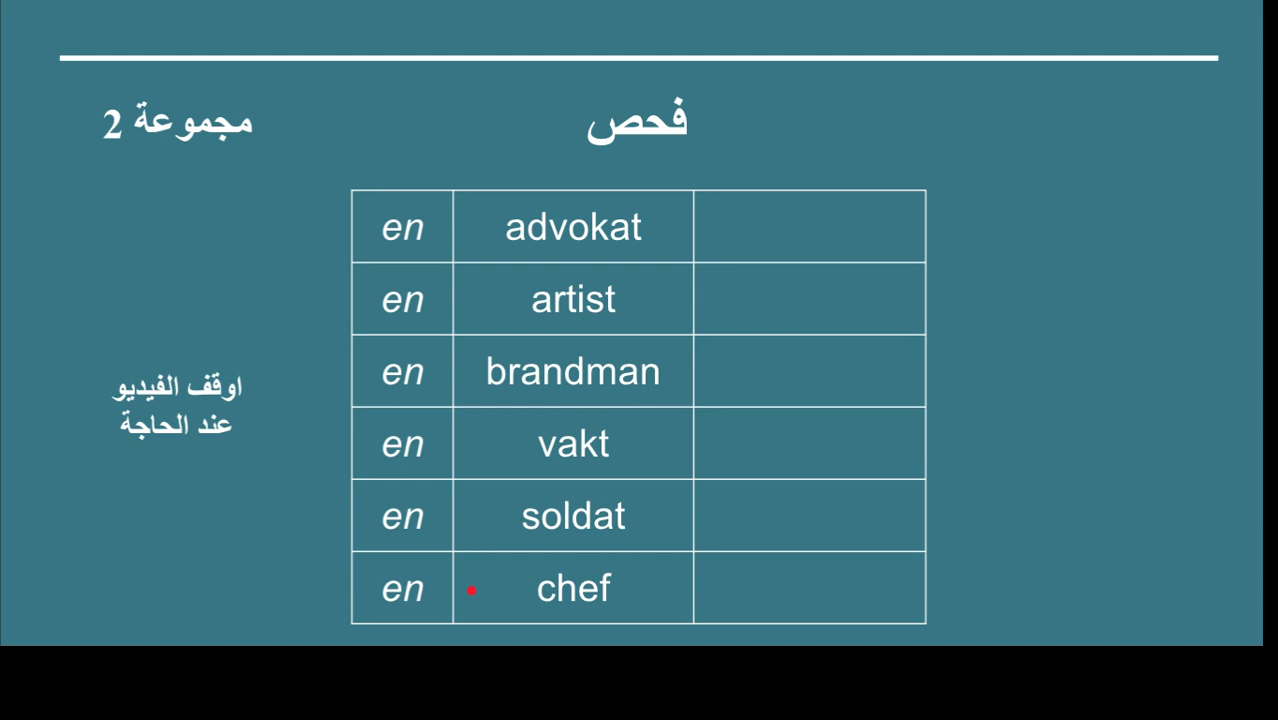 فحص
مجموعة 2
en advokat
en artist
en brandman
en vakt
en soldat
en chef
اوقف الفيديو
عند الحاجة